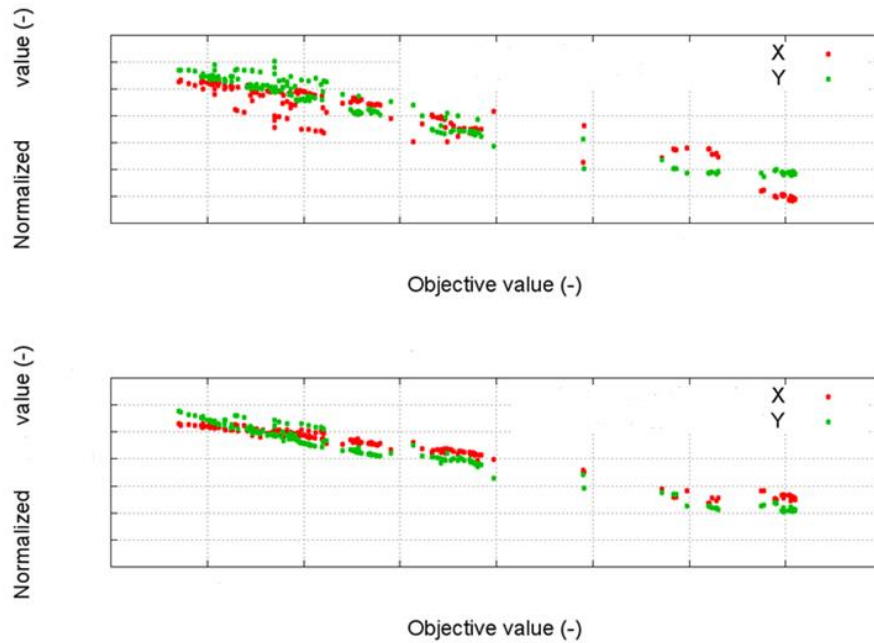 Normalized value (-)
X
Y
Objective value (-)
Normalized value (-)
X
Y
Objective value (-)